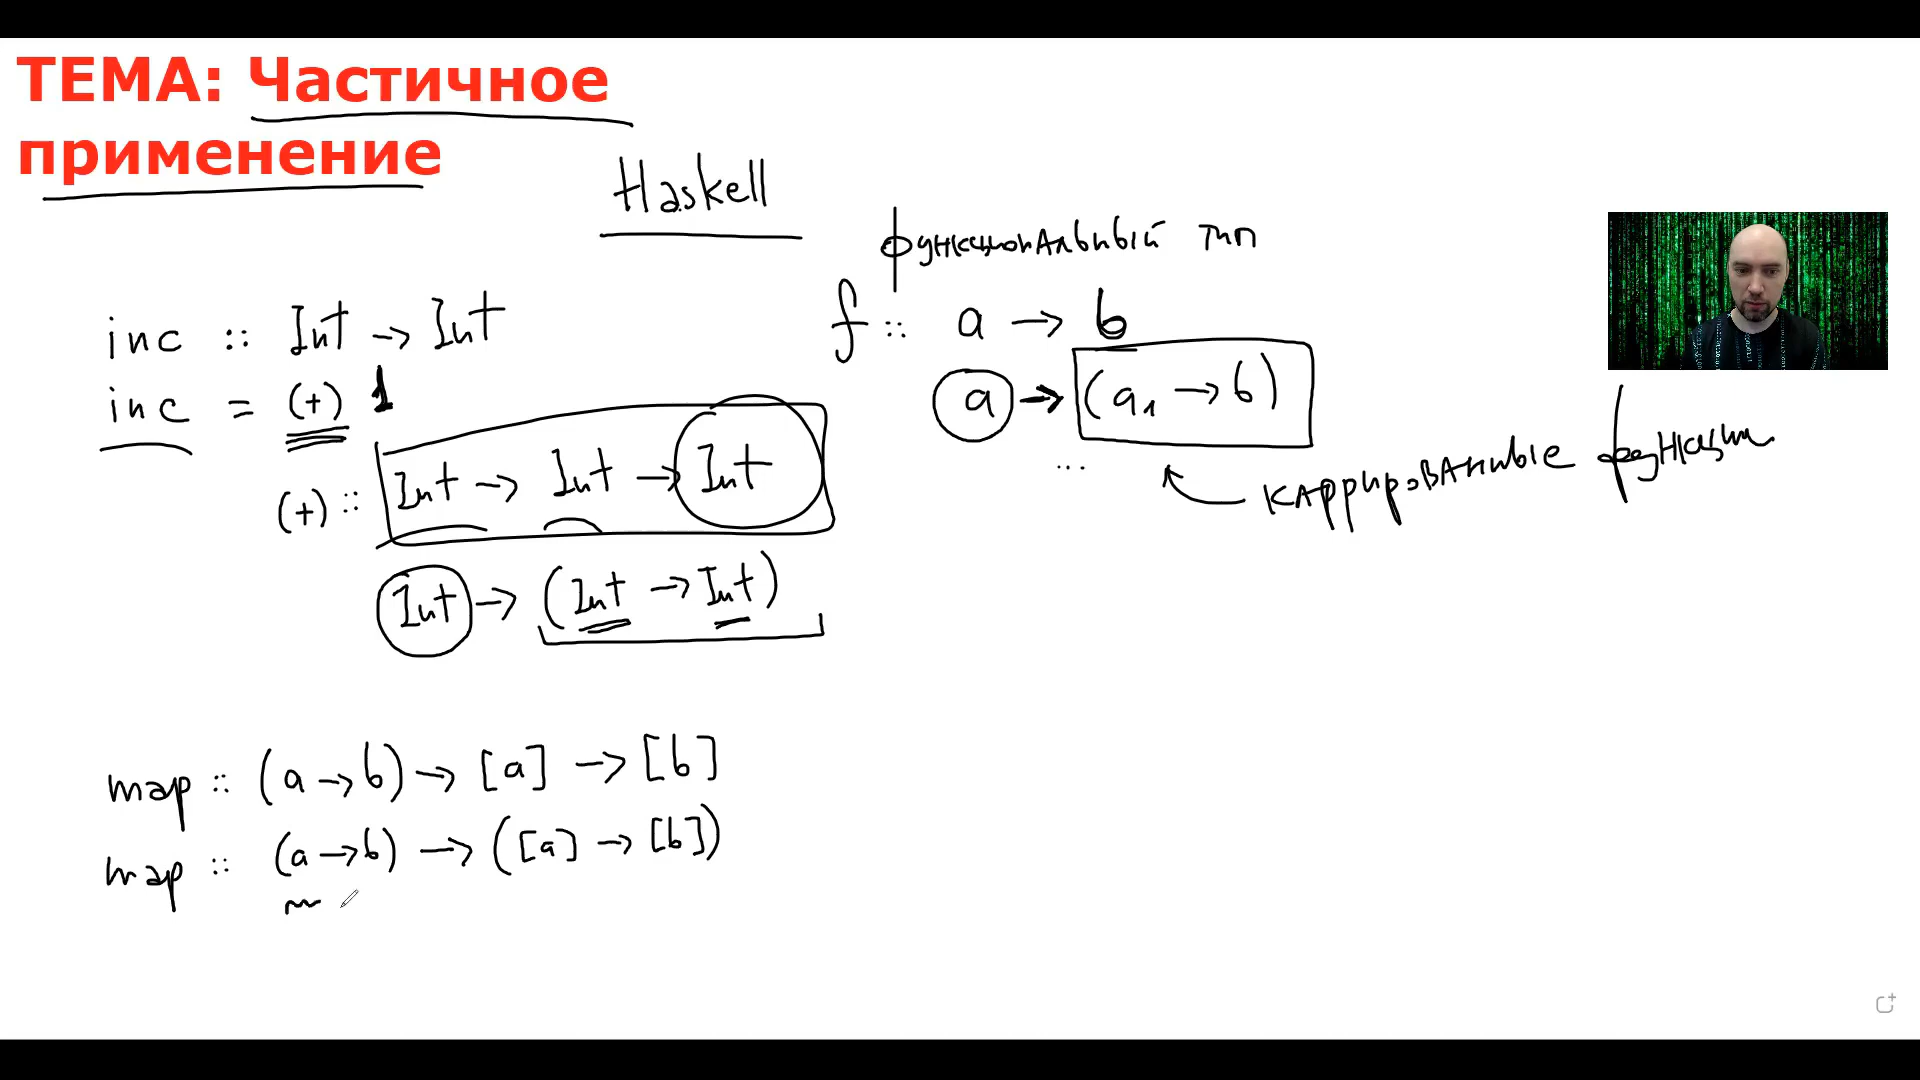 ТЕМА: Частичное
применение
Haskell
функциональный тип
inc :: Int → Int
f :: a → b
inc = (+) 1
a → (a₁ → b)
...
каррированные функции
(+) :: Int → Int → Int
Int → (Int → Int)
map :: (a → b) → [a] → [b]
map :: (a → b) → ([a] → [b])